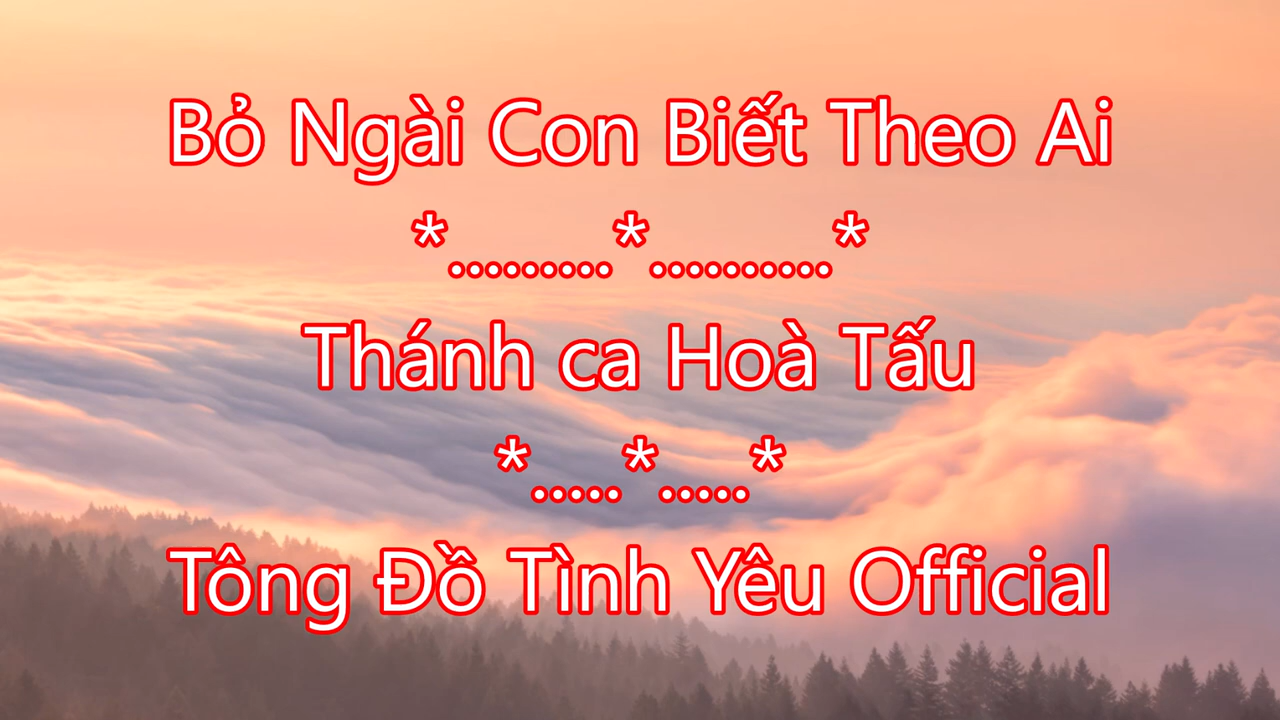 Bỏ Ngài Con Biết Theo Ai
*.........*..........*
Thánh ca Hoà Tấu
*.....*.....*
Tông Đồ Tình Yêu Official